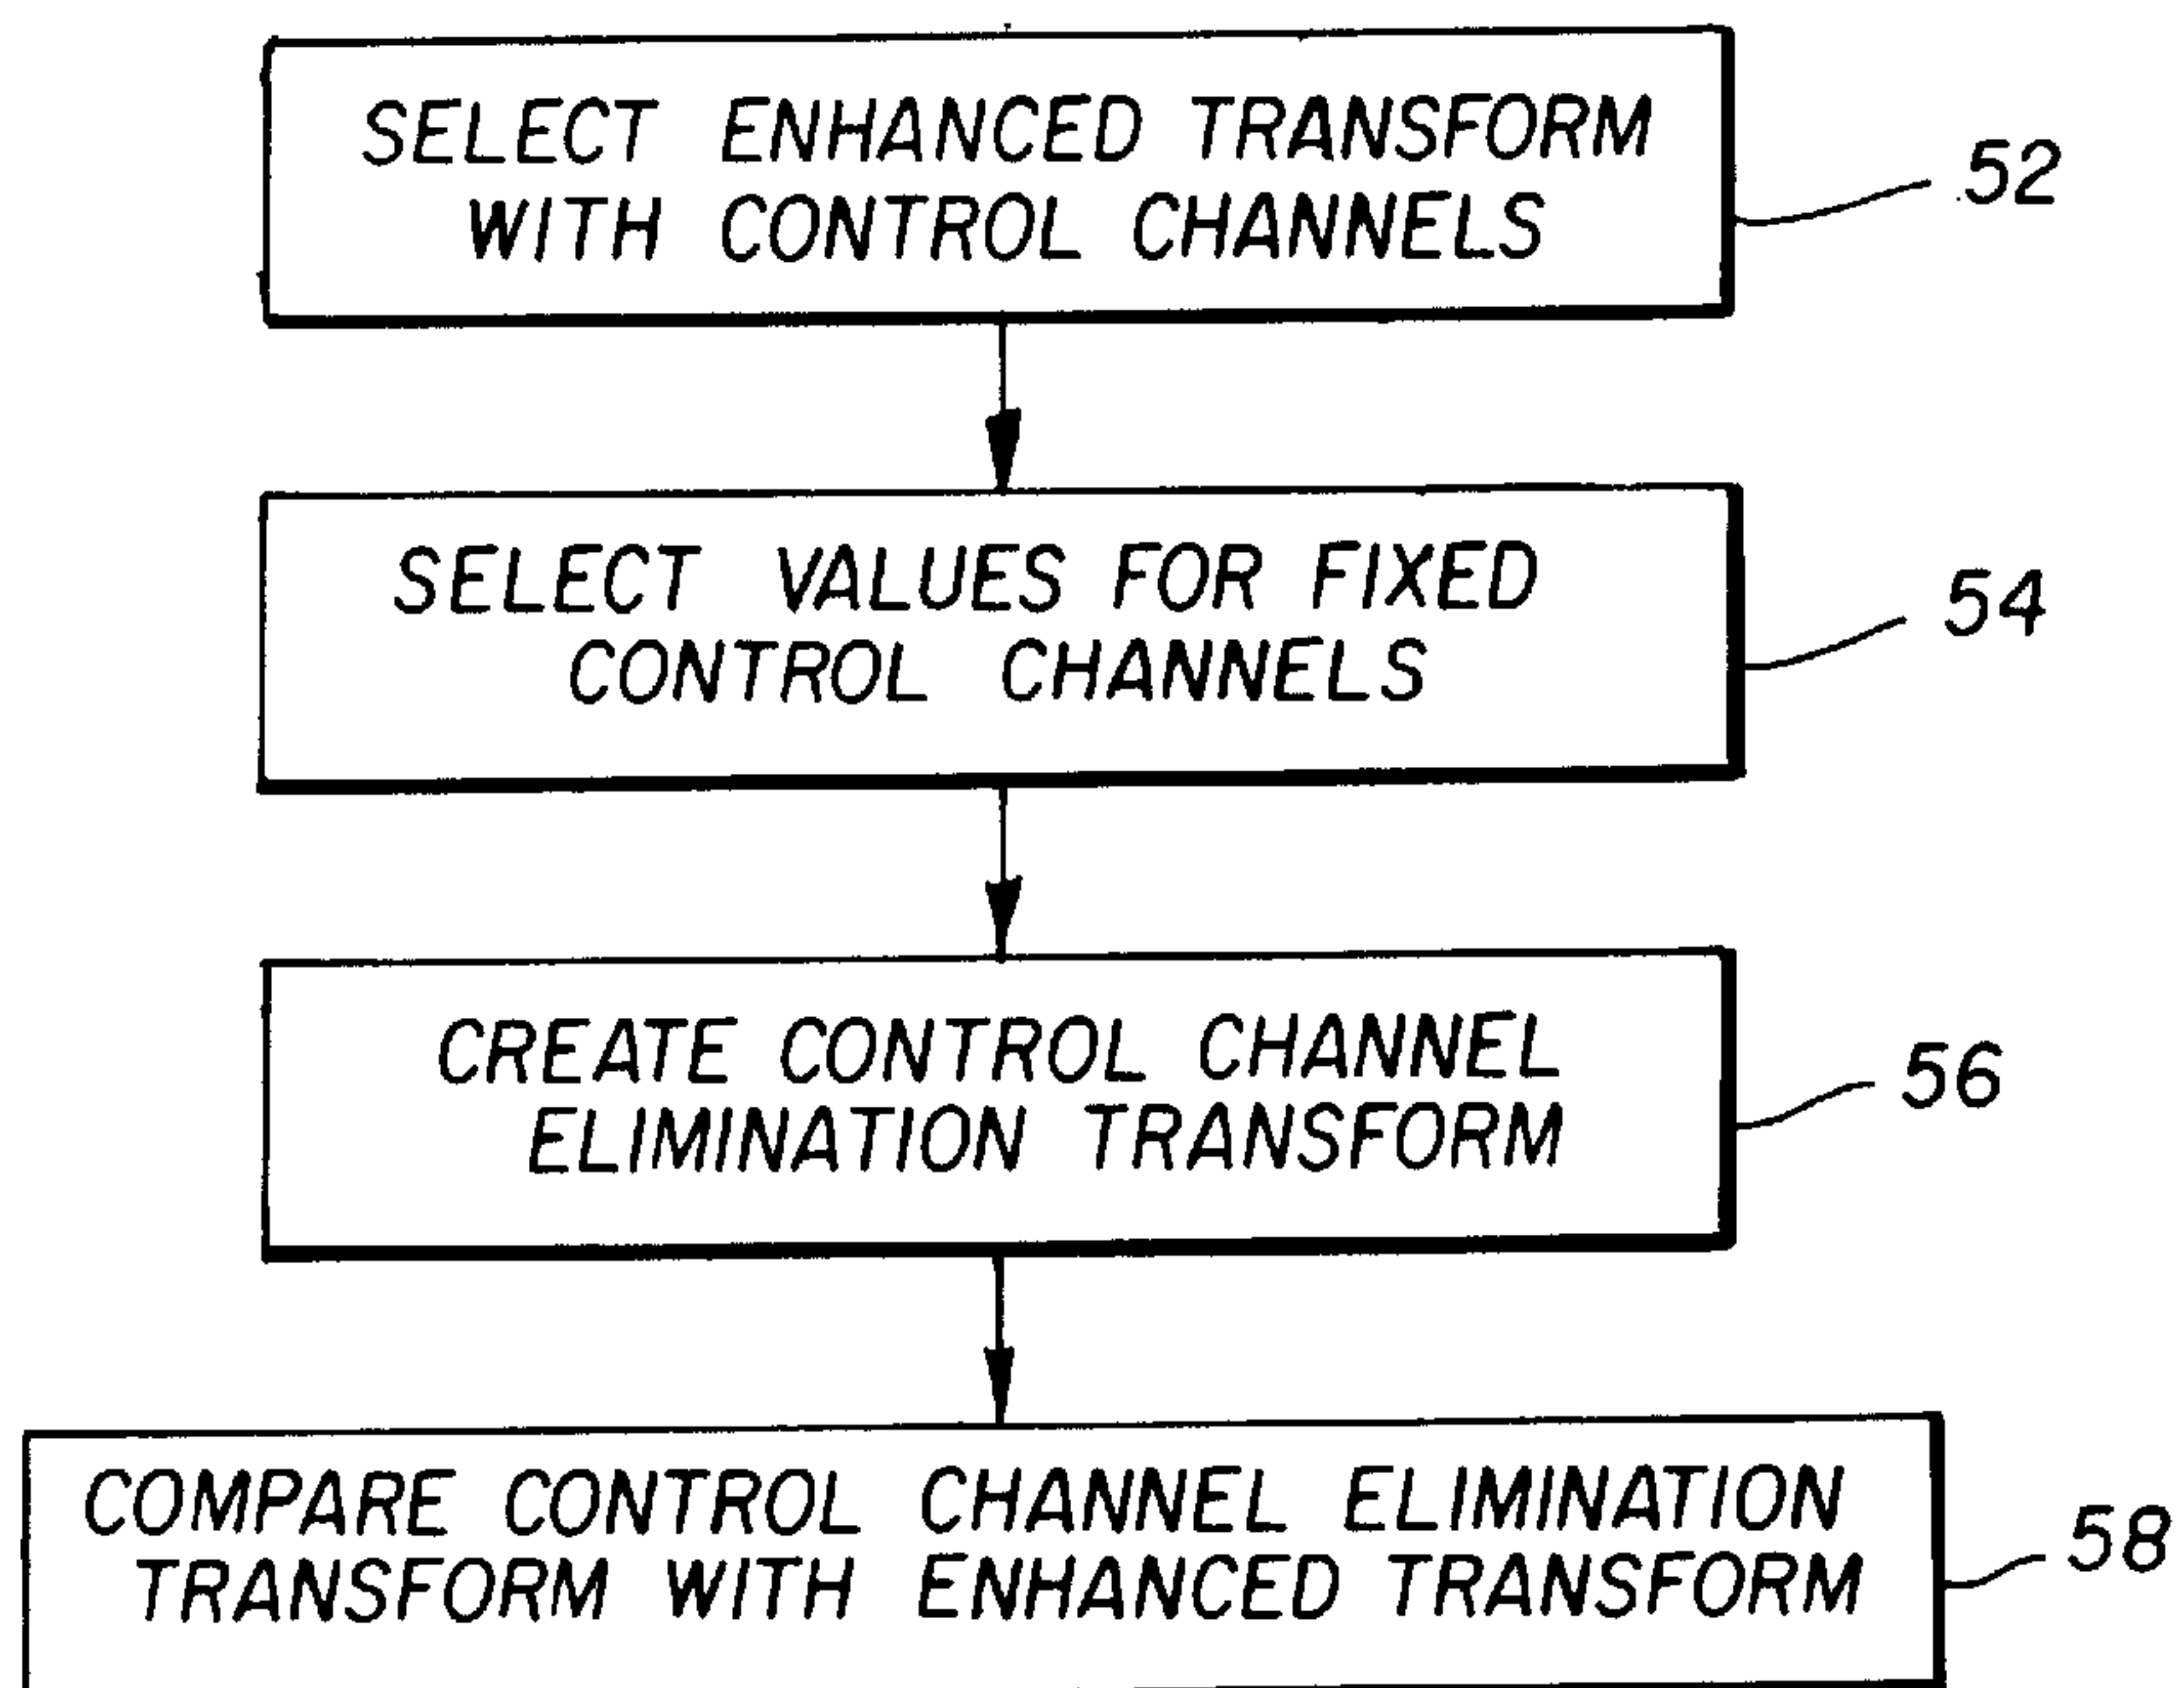 SELECT ENHANCED TRANSFORM
WITH CONTROL CHANNELS
52
SELECT VALUES FOR FIXED
CONTROL CHANNELS
54
CREATE CONTROL CHANNEL
ELIMINATION TRANSFORM
56
COMPARE CONTROL CHANNEL ELIMINATION
TRANSFORM WITH ENHANCED TRANSFORM
58